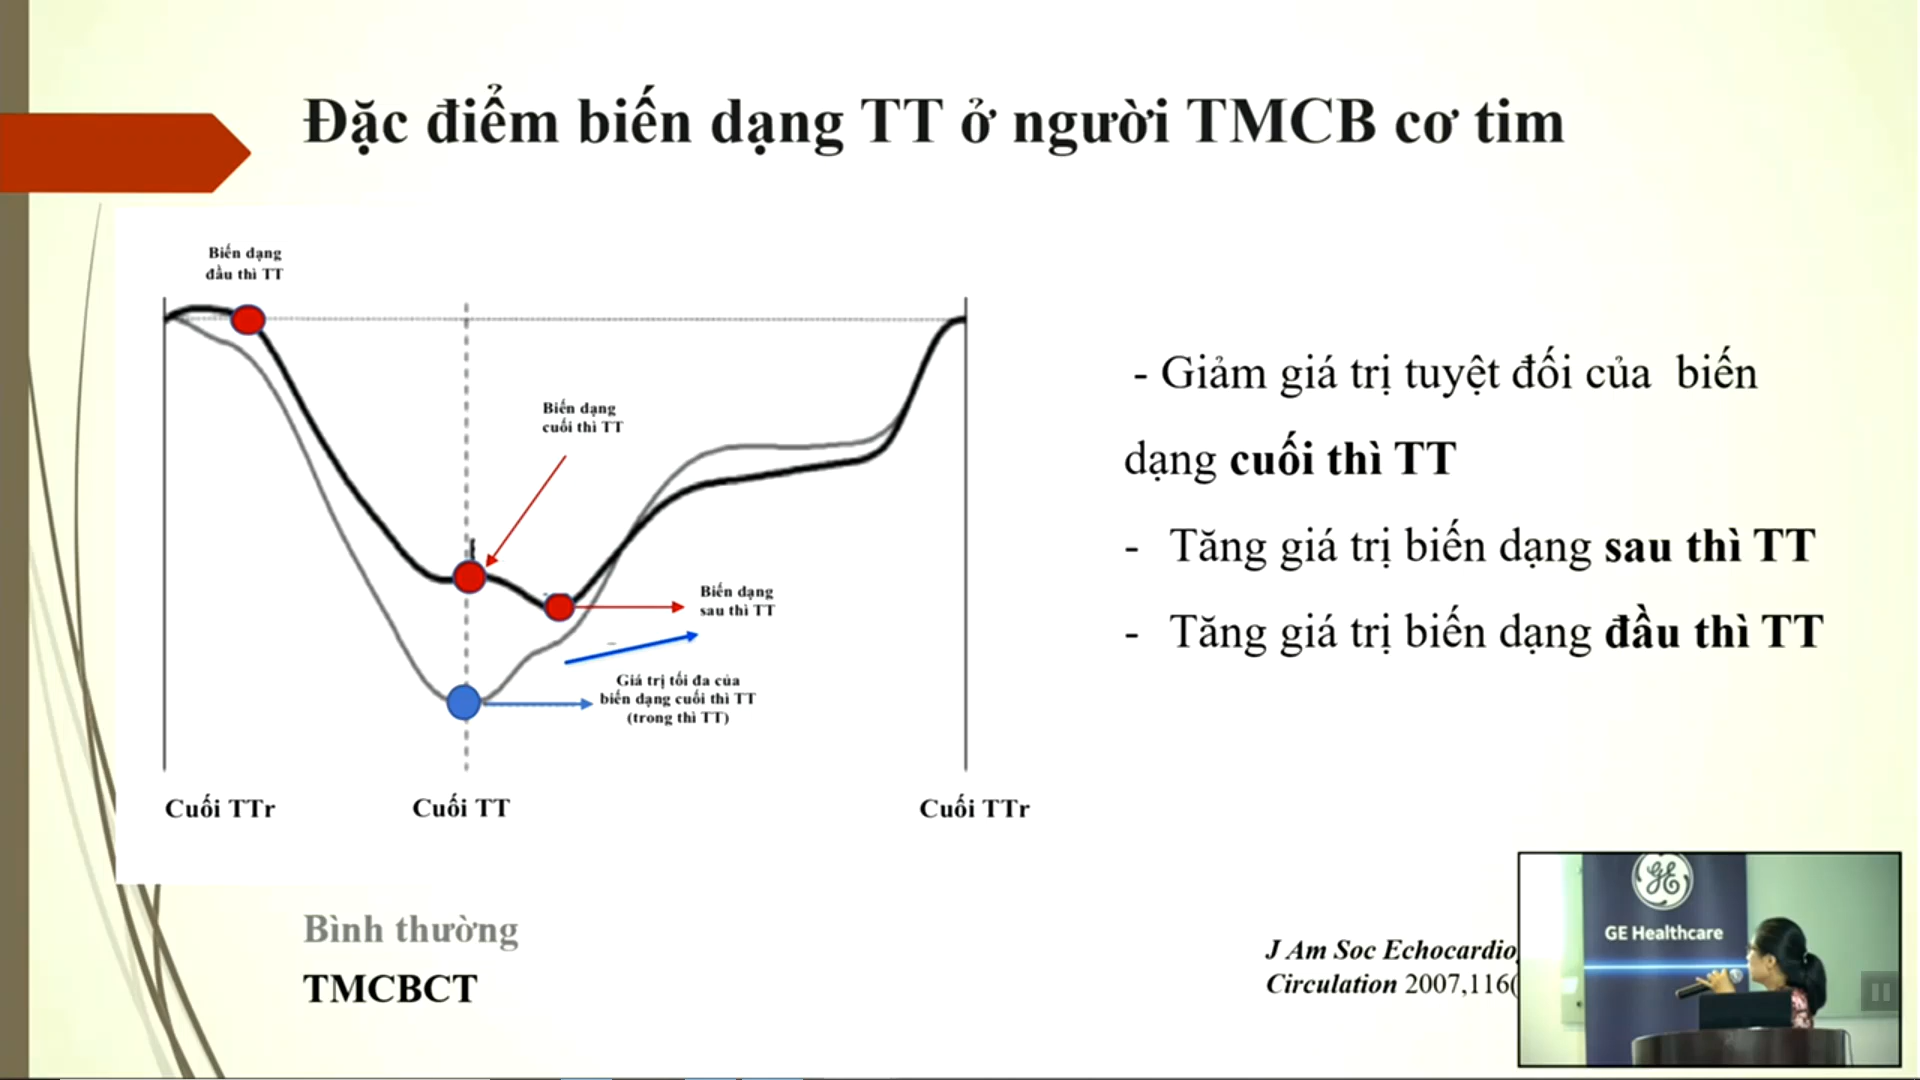 Đặc điểm biến dạng TT ở người TMCB cơ tim
Biến dạng
đầu thì TT
Biến dạng
cuối thì TT
Biến dạng
sau thì TT
Giá trị tối đa của
biến dạng cuối thì TT
(trong thì TT)
Cuối TTr
Cuối TT
Cuối TTr
- Giảm giá trị tuyệt đối của biến
dạng cuối thì TT
- Tăng giá trị biến dạng sau thì TT
- Tăng giá trị biến dạng đầu thì TT
Bình thường
TMCBCT
J Am Soc
Circulation 2007,116(
GE
GE Healthcare